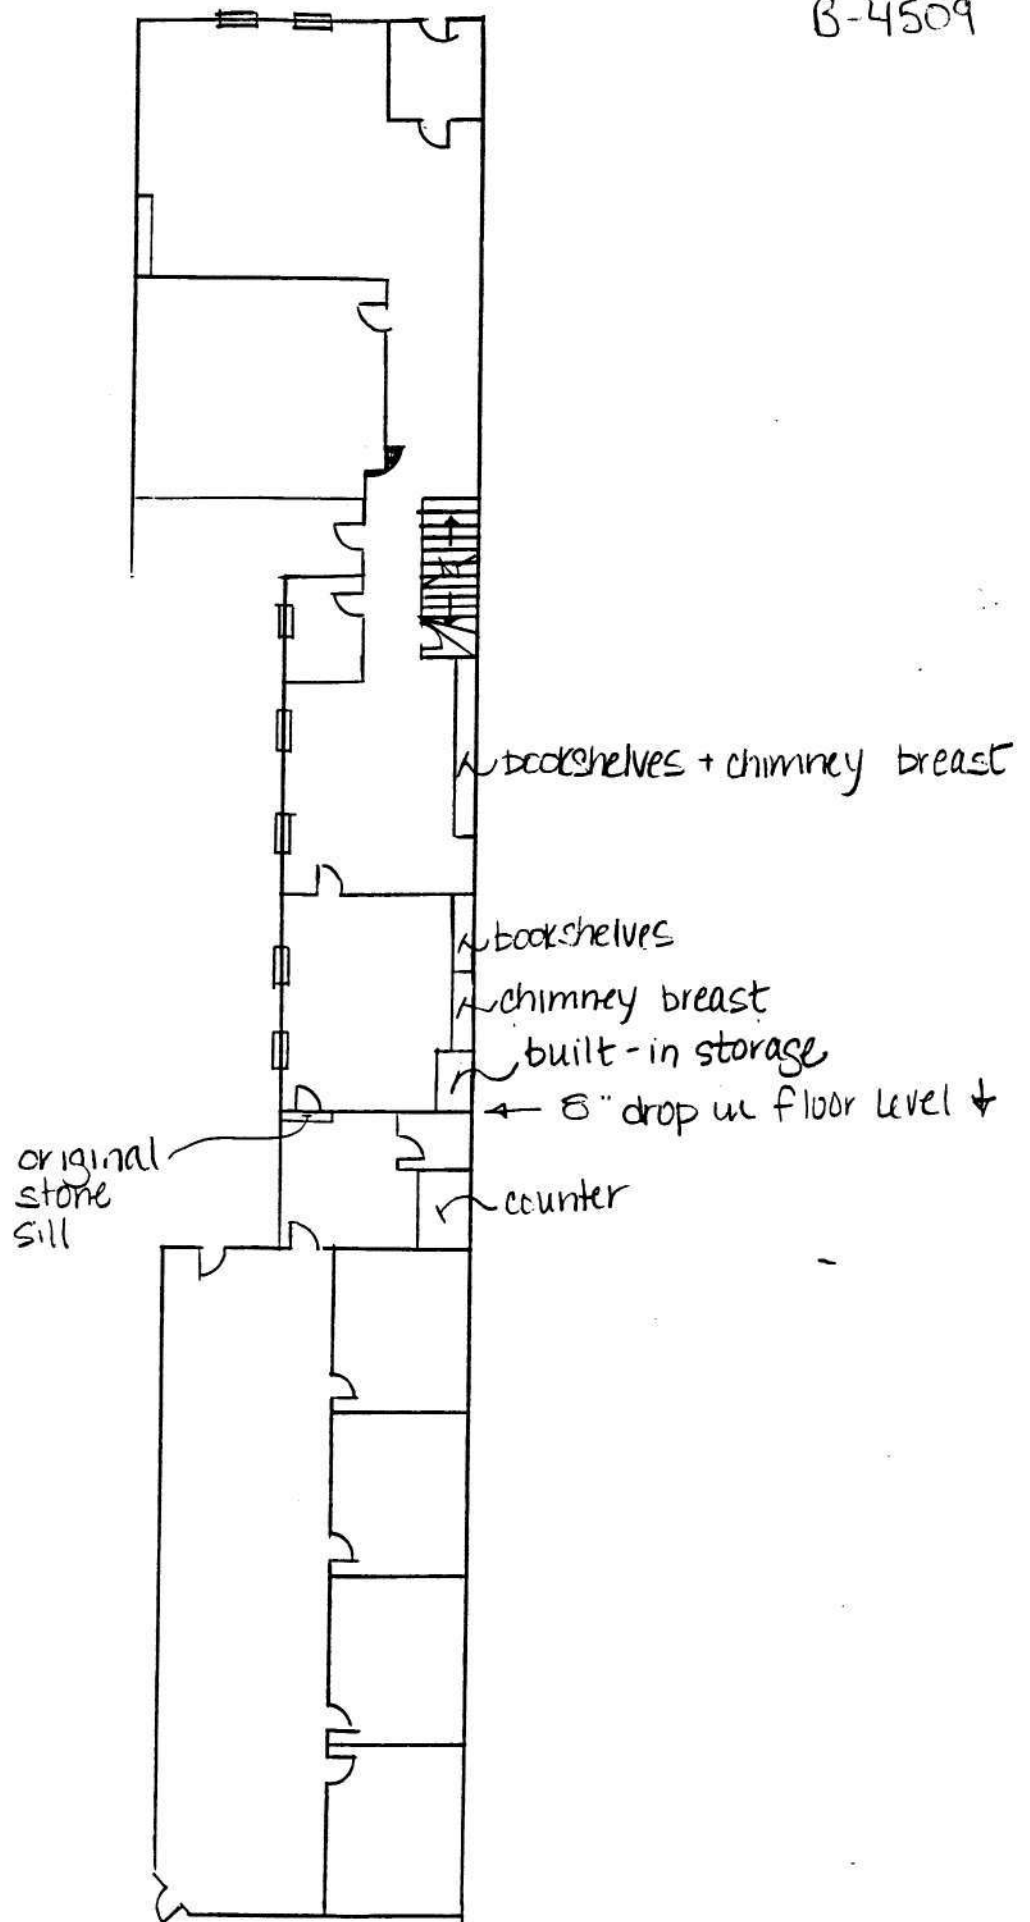 B-4509
bookshelves + chimney breast
bookshelves
chimney breast
built-in storage
← 8" drop in floor level ↓
original
stone
sill
counter